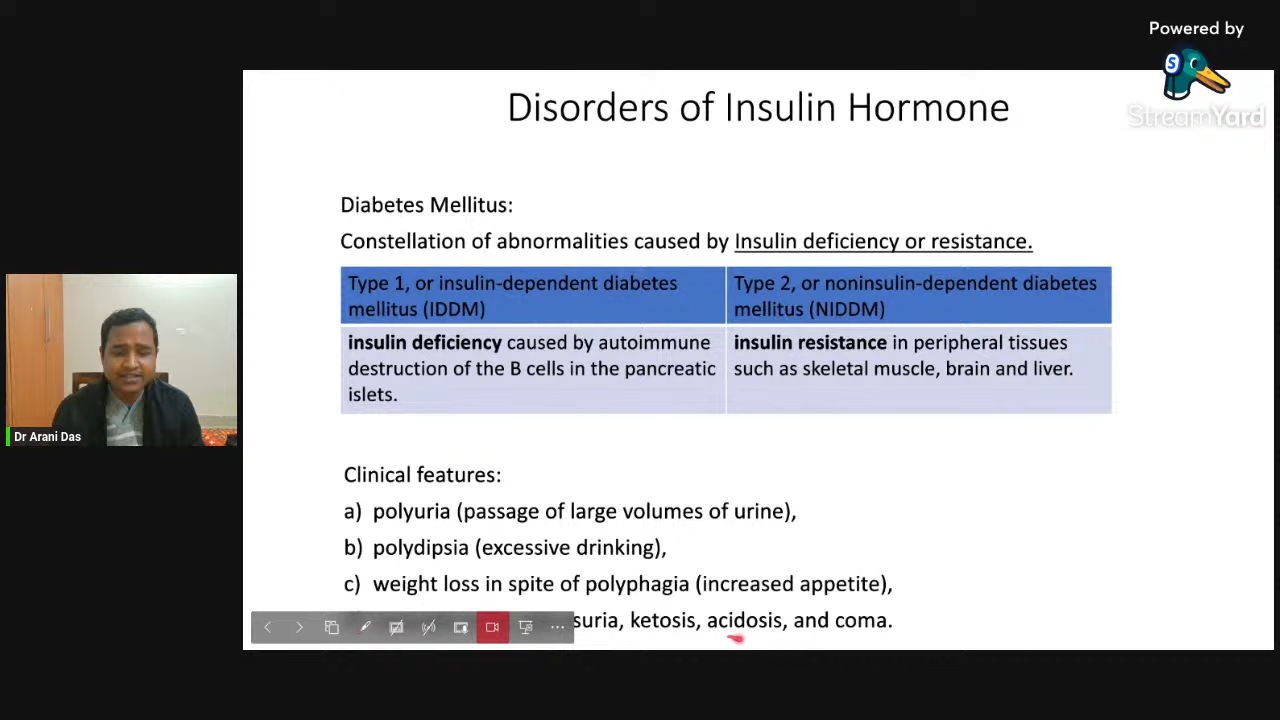 Powered by
StreamYard
Disorders of Insulin Hormone
Diabetes Mellitus:
Constellation of abnormalities caused by Insulin deficiency or resistance.
Type 1, or insulin-dependent diabetes
mellitus (IDDM)
Type 2, or noninsulin-dependent diabetes
mellitus (NIDDM)
insulin deficiency caused by autoimmune
destruction of the B cells in the pancreatic
islets.
insulin resistance in peripheral tissues
such as skeletal muscle, brain and liver.
Clinical features:
a) polyuria (passage of large volumes of urine),
b) polydipsia (excessive drinking),
c) weight loss in spite of polyphagia (increased appetite),
ketosis, acidosis, and coma.
Dr Arani Das